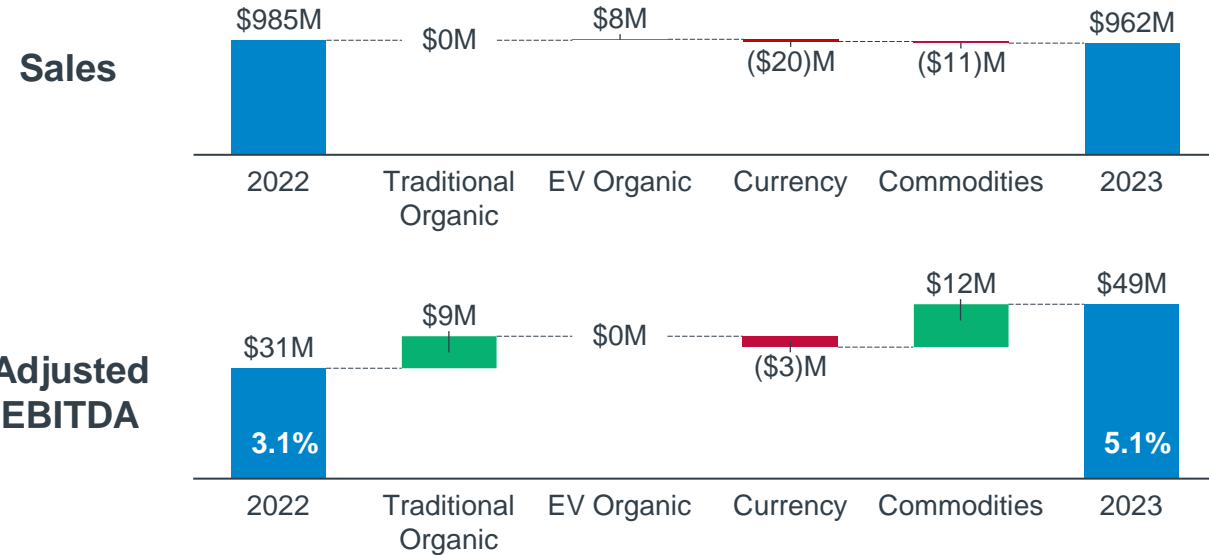 $985M
$0M
$8M
($20)M
($11)M
$962M
Sales
2022
Traditional
Organic
EV Organic
Currency
Commodities
2023
$31M
$9M
$0M
($3)M
$12M
$49M
Adjusted
EBITDA
3.1%
5.1%
2022
Traditional
Organic
EV Organic
Currency
Commodities
2023